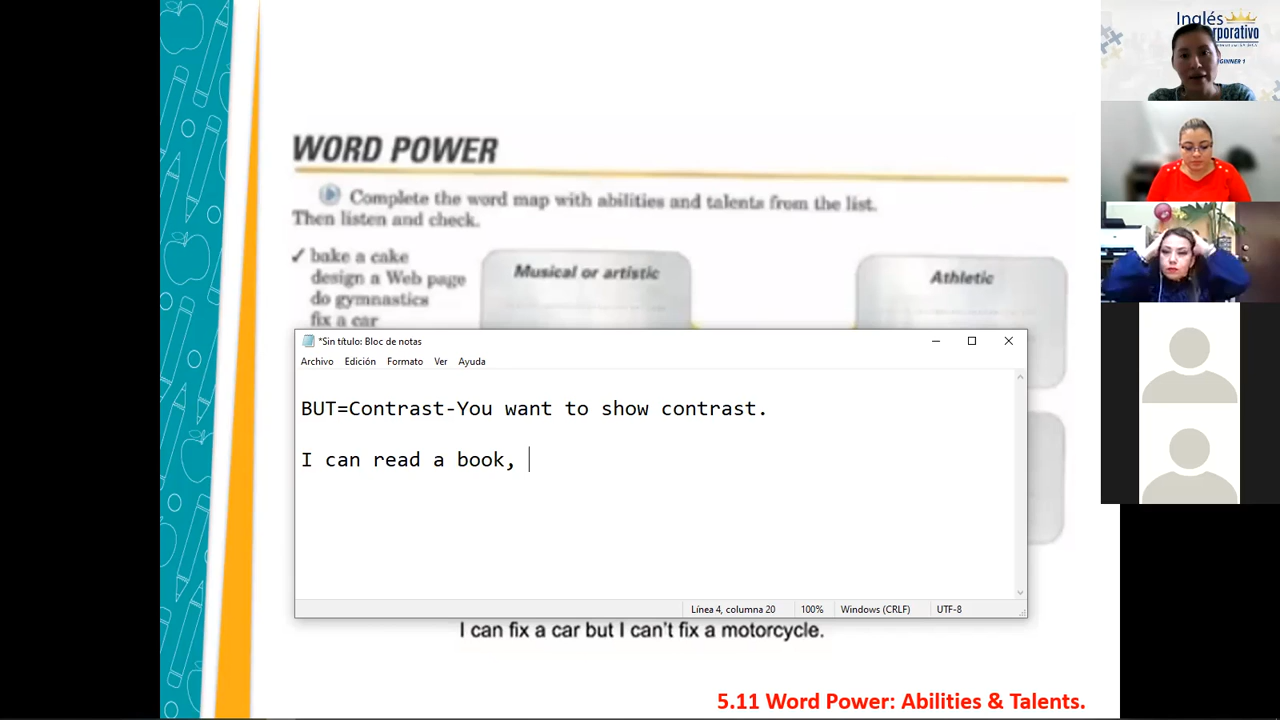 Inglés
rporativo
GINNER 1
WORD POWER
Complete the word map with abilities and talents from the list.
Then listen and check.
✓ bake a cake
design a Web page
do gymnastics
fix a car
Musical or artistic
Athletic
*Sin título: Bloc de notas
Archivo Edición Formato Ver Ayuda
BUT=Contrast-You want to show contrast.
I can read a book,
Línea 4, columna 20 100% Windows (CRLF) UTF-8
I can fix a car but I can't fix a motorcycle.
5.11 Word Power: Abilities & Talents.